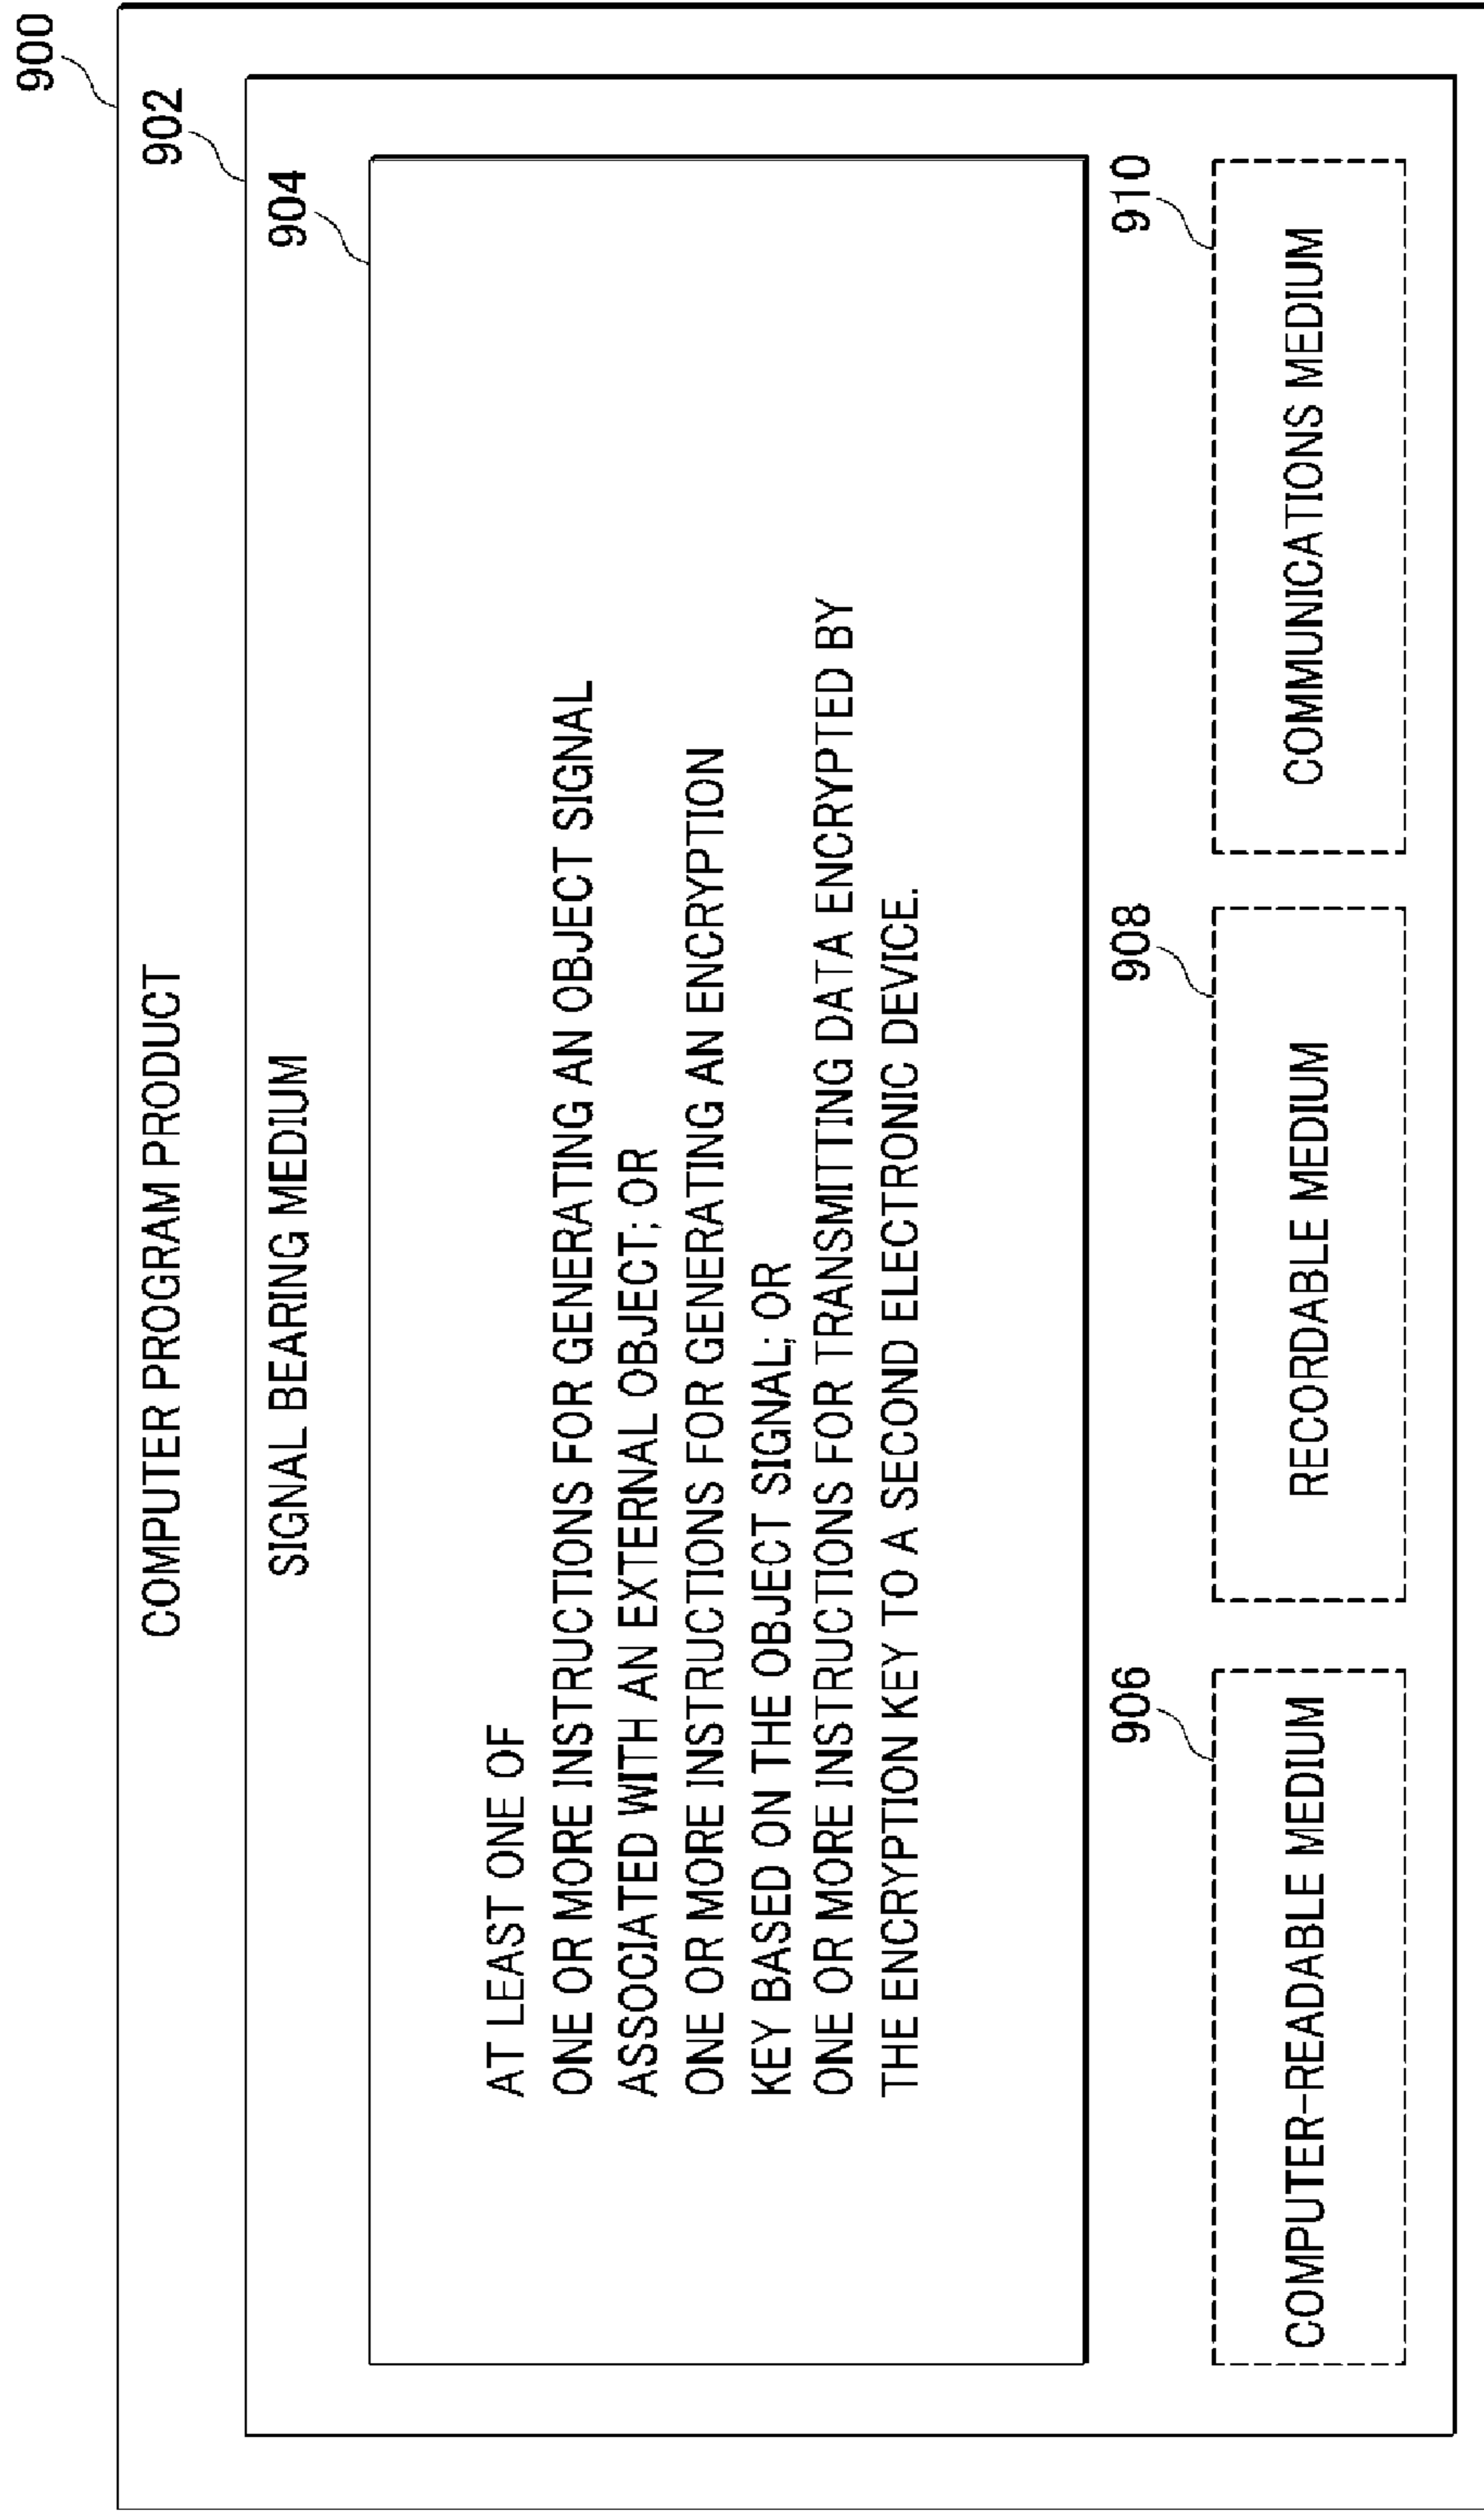 900
COMPUTER PROGRAM PRODUCT
902
SIGNAL BEARING MEDIUM
904
AT LEAST ONE OF
ONE OR MORE INSTRUCTIONS FOR GENERATING AN OBJECT SIGNAL
ASSOCIATED WITH AN EXTERNAL OBJECT; OR
ONE OR MORE INSTRUCTIONS FOR GENERATING AN ENCRYPTION
KEY BASED ON THE OBJECT SIGNAL; OR
ONE OR MORE INSTRUCTIONS FOR TRANSMITTING DATA ENCRYPTED BY
THE ENCRYPTION KEY TO A SECOND ELECTRONIC DEVICE.
906
COMPUTER-READABLE MEDIUM
908
RECORDABLE MEDIUM
910
COMMUNICATIONS MEDIUM